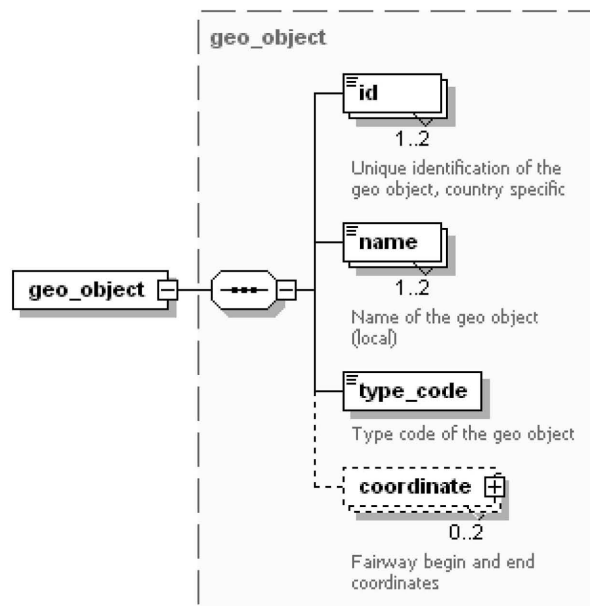 geo_object
id
1..2
Unique identification of the
geo object, country specific
name
1..2
Name of the geo object
(local)
geo_object
type_code
Type code of the geo object
coordinate
0..2
Fairway begin and end
coordinates